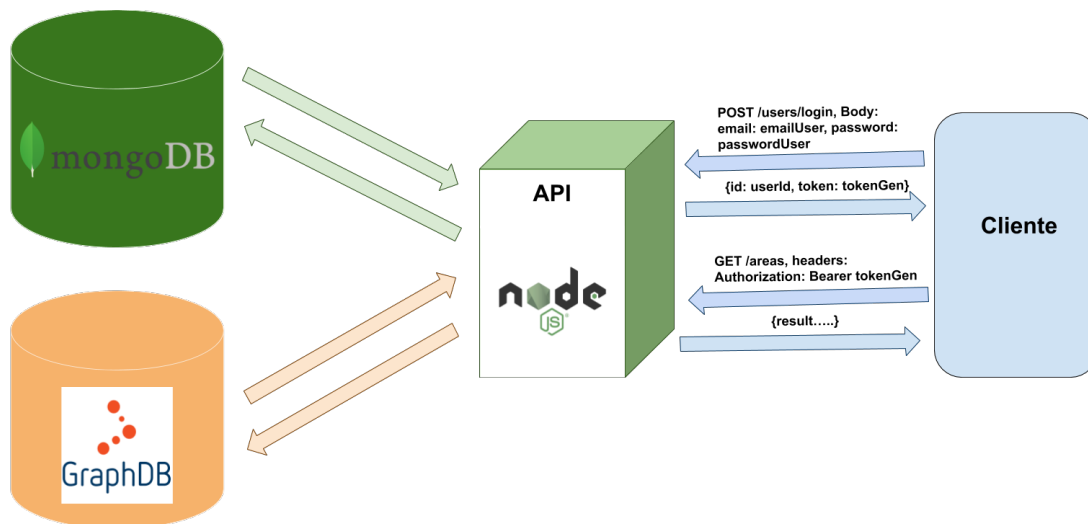 mongoDB
GraphDB
API
node
JS
POST /users/login, Body:
email: emailUser, password:
passwordUser
{id: userId, token: tokenGen}
GET /areas, headers:
Authorization: Bearer tokenGen
{result.....}
Cliente